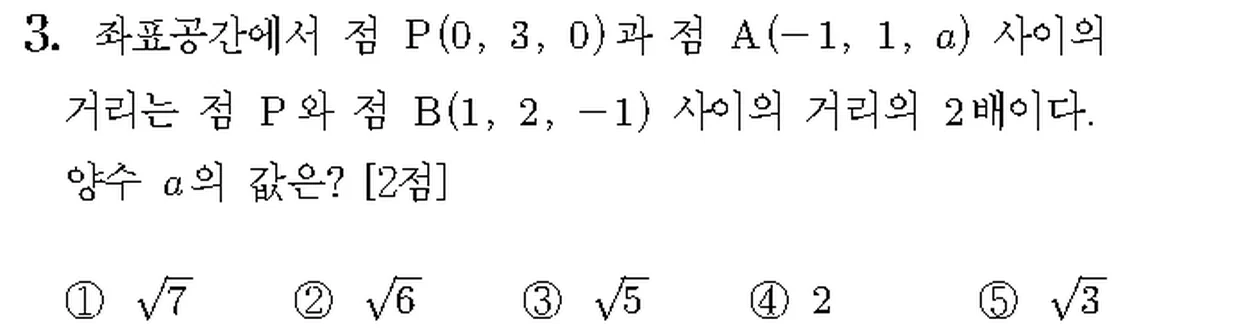 3. 좌표공간에서 점 P(0, 3, 0)과 점 A(-1, 1, a) 사이의
거리는 점 P와 점 B(1, 2, -1) 사이의 거리의 2배이다.
양수 a의 값은? [2점]
① √7 ② √6 ③ √5 ④ 2 ⑤ √3